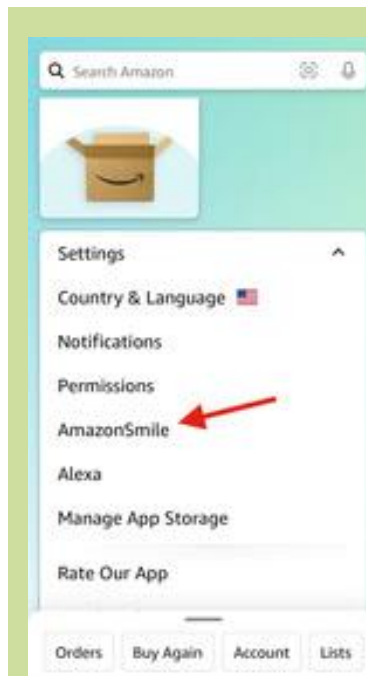 Search Amazon
Settings
Country & Language
Notifications
Permissions
AmazonSmile
Alexa
Manage App Storage
Rate Our App
Orders Buy Again Account Lists